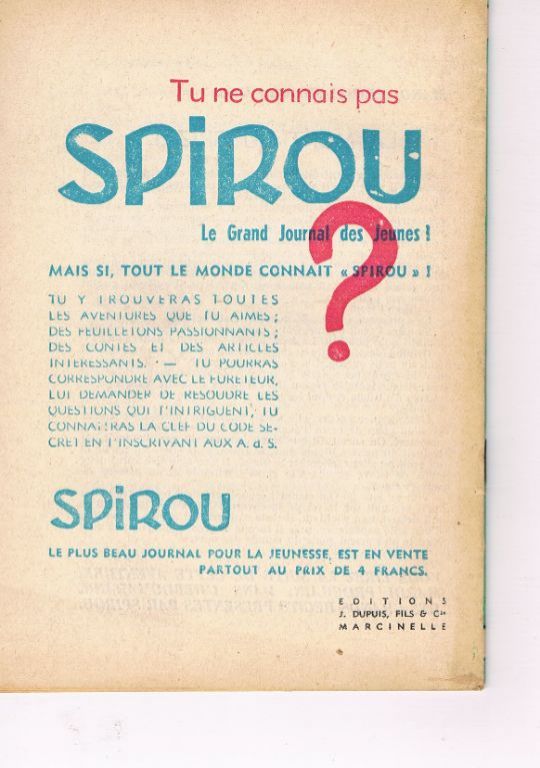 Tu ne connais pas
SPiROU
Le Grand Journal des Jeunes !
?
MAIS SI, TOUT LE MONDE CONNAIT « SPIROU » !
TU Y TROUVERAS TOUTES
LES AVENTURES QUE TU AIMES ;
DES FEUILLETONS PASSIONNANTS ;
DES CONTES ET DES ARTICLES
INTERESSANTS. — TU POURRAS
CORRESPONDRE AVEC LE FURETEUR,
LUI DEMANDER DE RESOUDRE LES
QUESTIONS QUI T'INTRIGUENT, TU
CONNAITRAS LA CLEF DU CODE SE-
CRET EN T'INSCRIVANT AUX A. d. S.
SPiROU
LE PLUS BEAU JOURNAL POUR LA JEUNESSE, EST EN VENTE
PARTOUT AU PRIX DE 4 FRANCS.
EDITIONS
J. DUPUIS, FILS & Cie
MARCINELLE